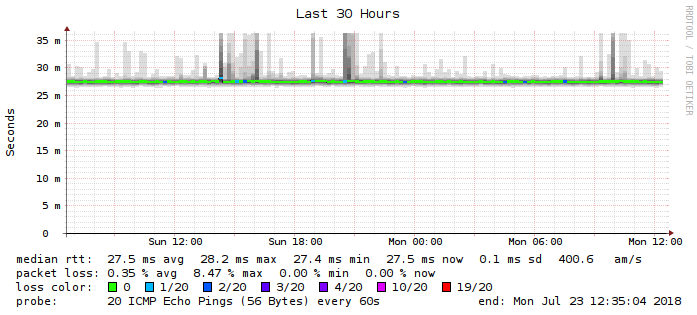 Last 30 Hours
RRDTOOL / TOBI OETIKER
Seconds
35 m
30 m
25 m
20 m
15 m
10 m
5 m
0
Sun 12:00 Sun 18:00 Mon 00:00 Mon 06:00 Mon 12:00
median rtt: 27.5 ms avg 28.2 ms max 27.4 ms min 27.5 ms now 0.1 ms sd 400.6 am/s
packet loss: 0.35 % avg 8.47 % max 0.00 % min 0.00 % now
loss color: 0 1/20 2/20 3/20 4/20 10/20 19/20
probe: 20 ICMP Echo Pings (56 Bytes) every 60s end: Mon Jul 23 12:35:04 2018